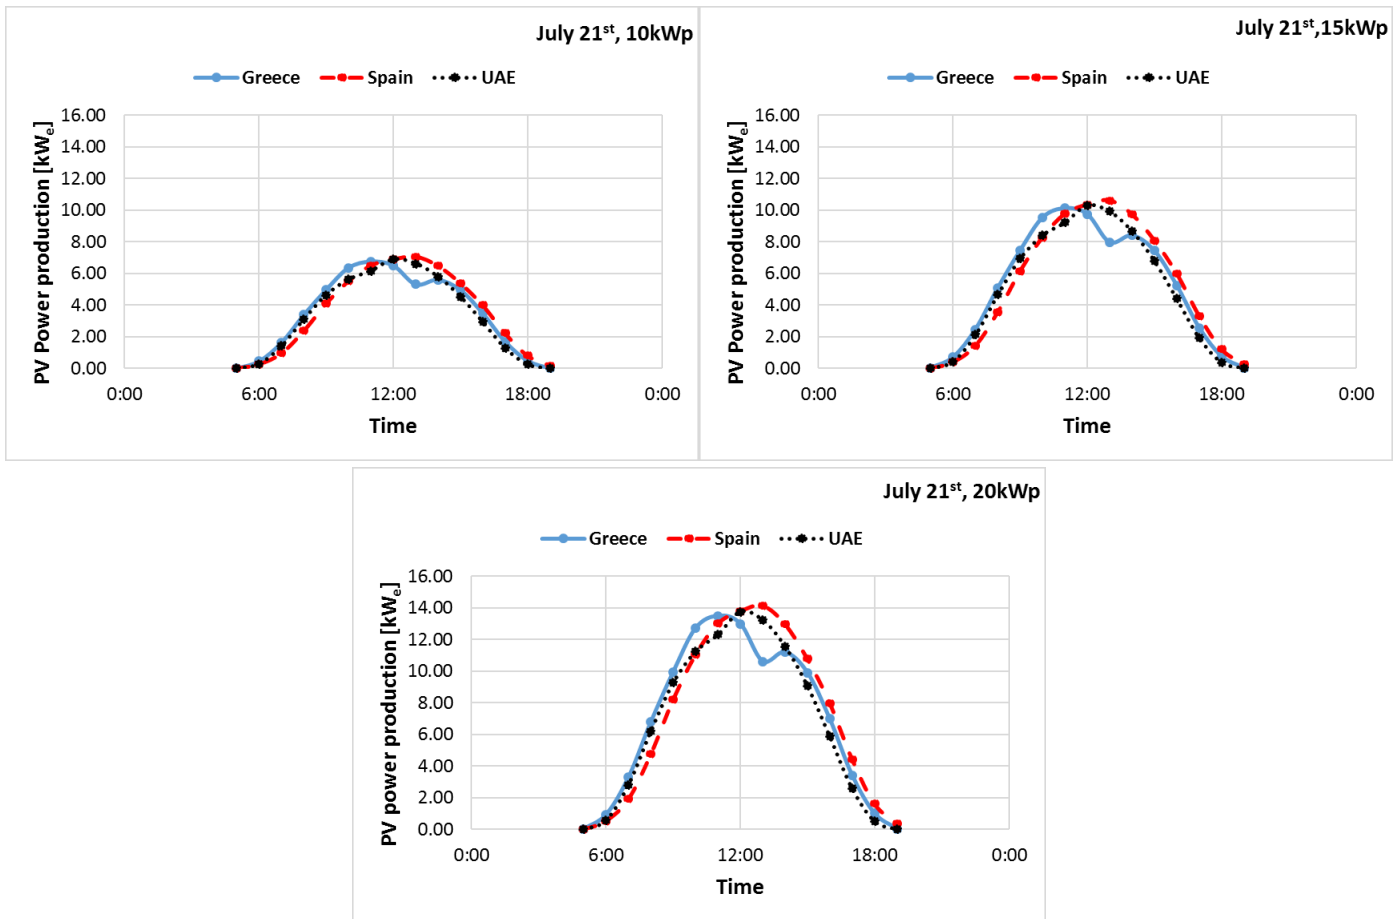 July 21st, 10kWp
Greece Spain UAE
PV Power production [kWe]
16.00
14.00
12.00
10.00
8.00
6.00
4.00
2.00
0.00
0:00 6:00 12:00 18:00 0:00
Time
July 21st,15kWp
Greece Spain UAE
PV Power production [kWe]
16.00
14.00
12.00
10.00
8.00
6.00
4.00
2.00
0.00
0:00 6:00 12:00 18:00 0:00
Time
July 21st, 20kWp
Greece Spain UAE
PV power production [kWe]
16.00
14.00
12.00
10.00
8.00
6.00
4.00
2.00
0.00
0:00 6:00 12:00 18:00 0:00
Time